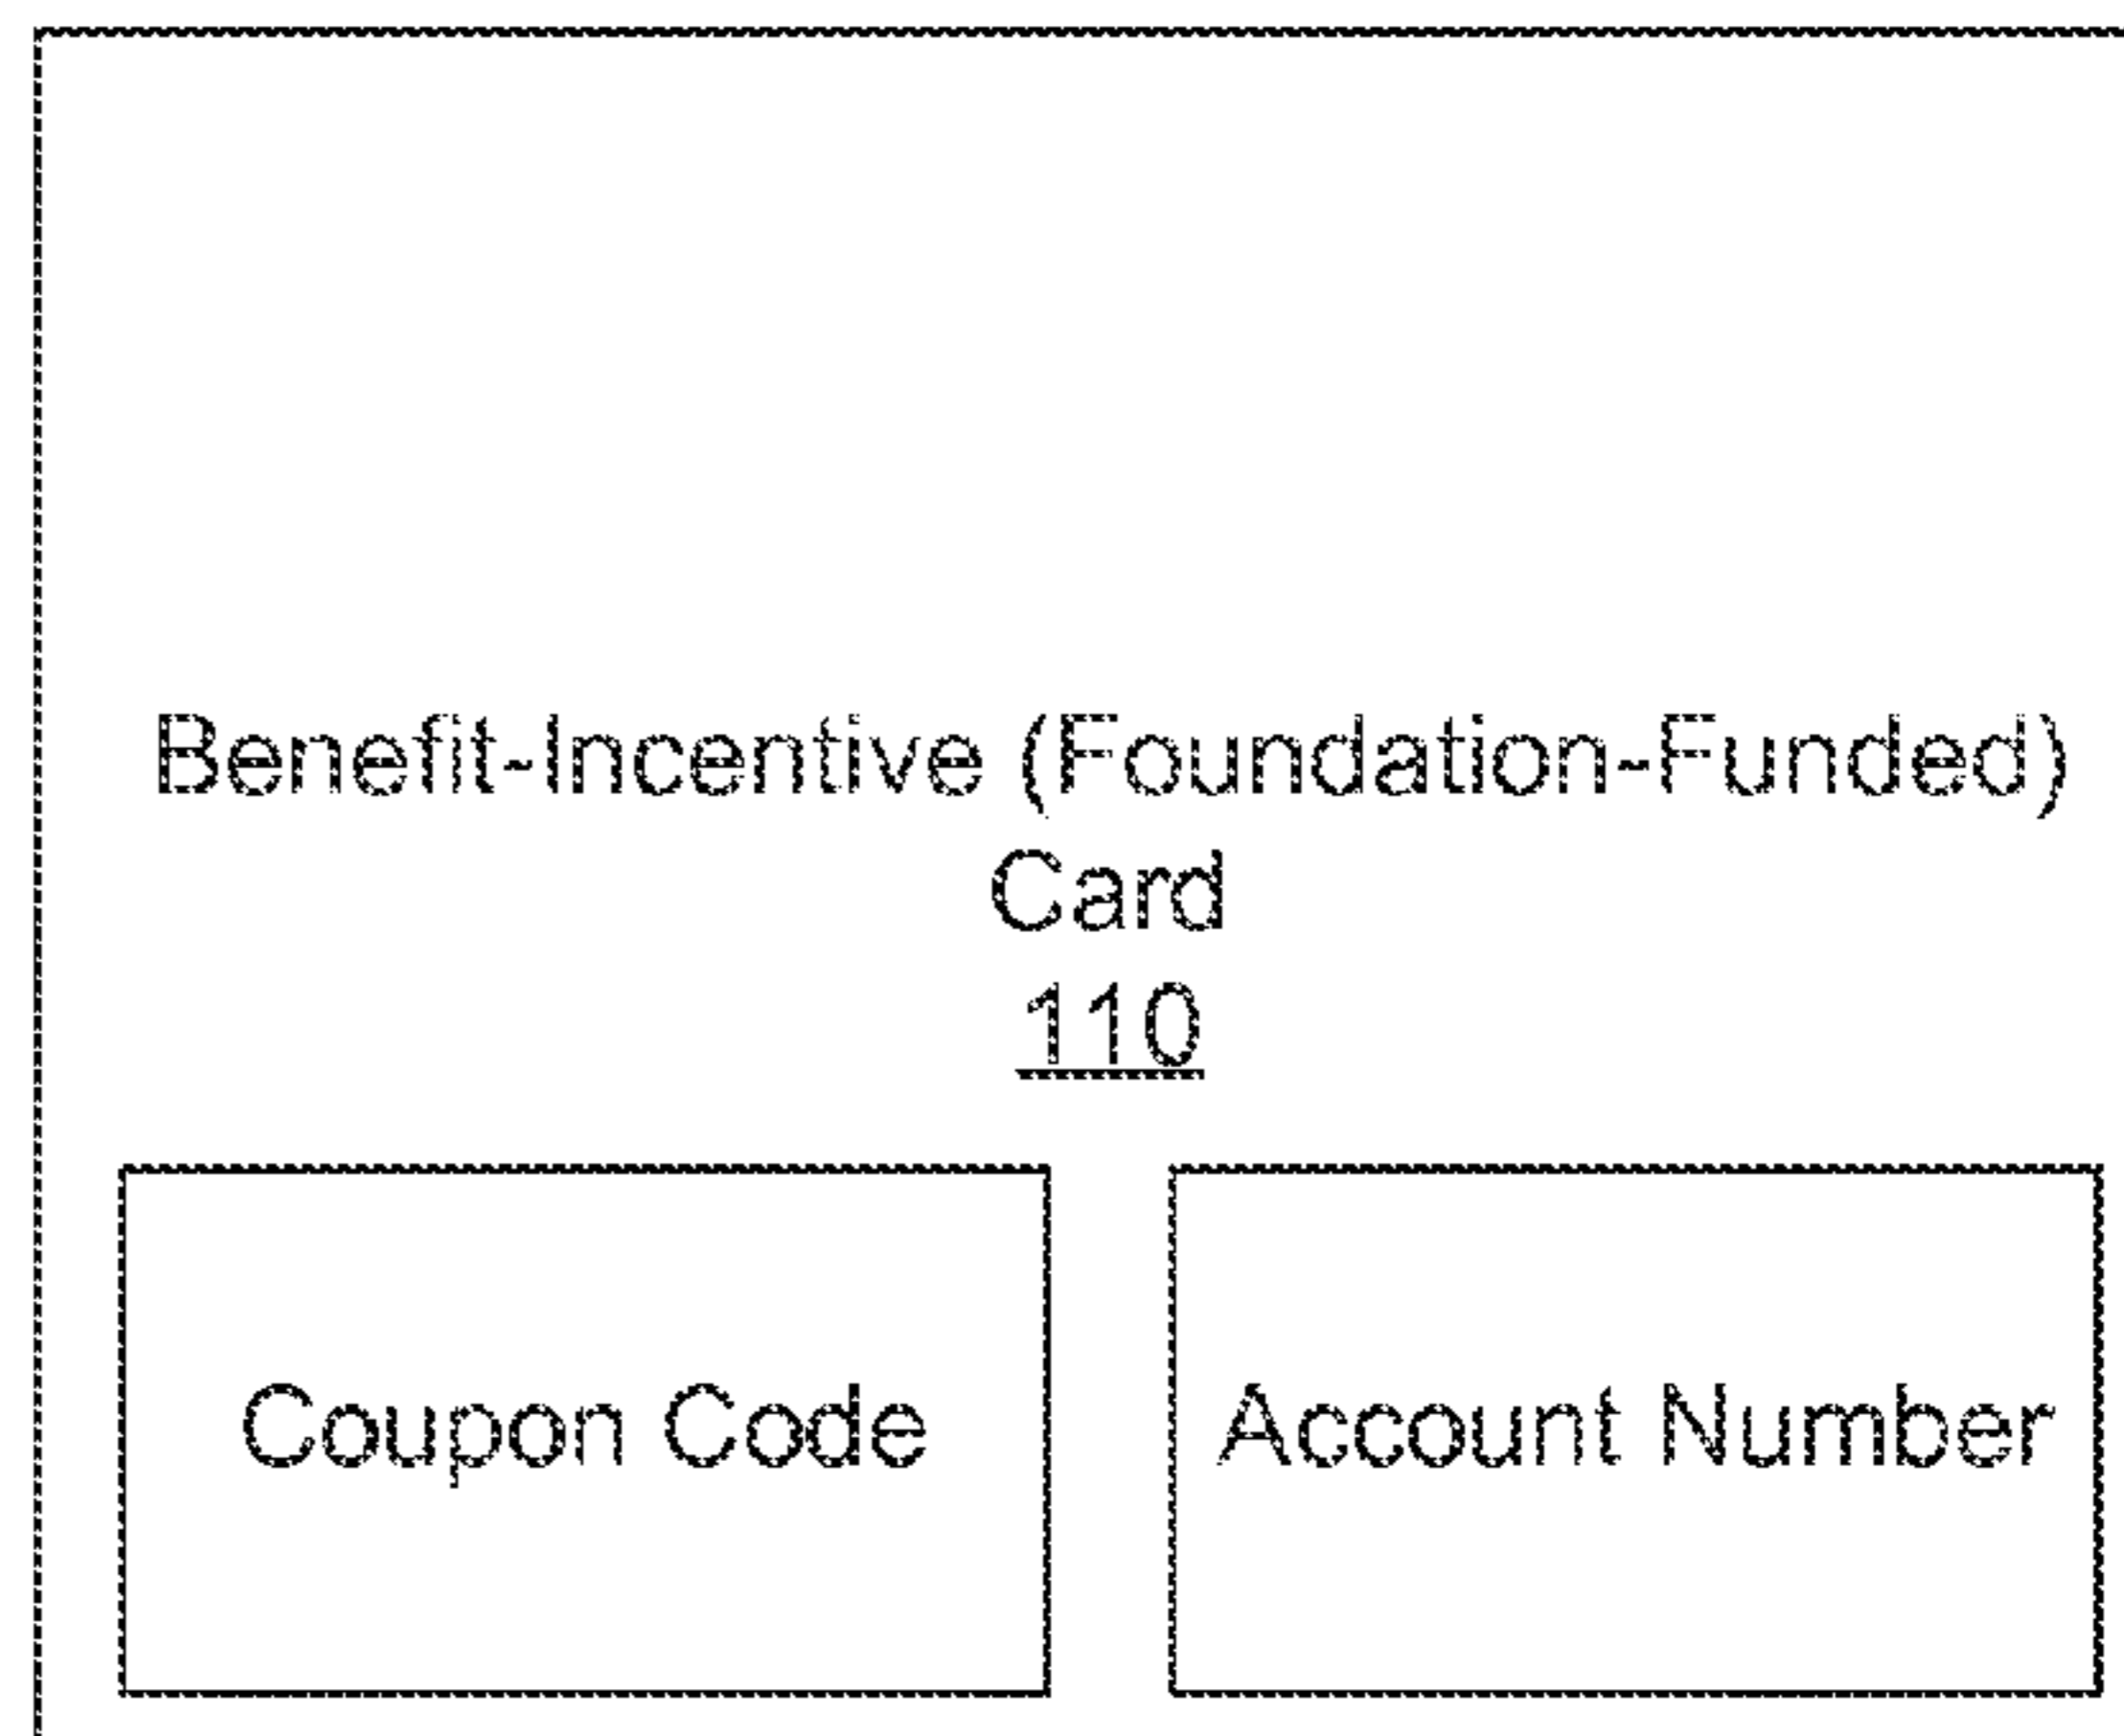 Benefit-Incentive (Foundation-Funded)
Card
110
Coupon Code
Account Number